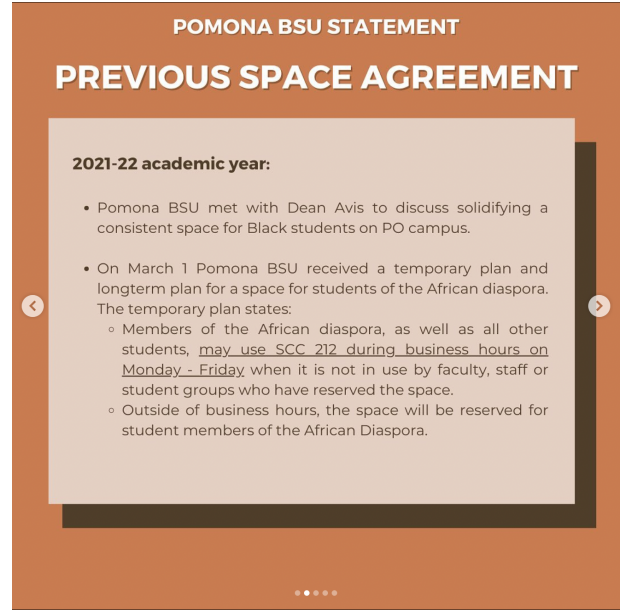 POMONA BSU STATEMENT
PREVIOUS SPACE AGREEMENT
2021-22 academic year:
• Pomona BSU met with Dean Avis to discuss solidifying a
consistent space for Black students on PO campus.
• On March 1 Pomona BSU received a temporary plan and
longterm plan for a space for students of the African diaspora.
The temporary plan states:
◦ Members of the African diaspora, as well as all other
students, may use SCC 212 during business hours on
Monday - Friday when it is not in use by faculty, staff or
student groups who have reserved the space.
◦ Outside of business hours, the space will be reserved for
student members of the African Diaspora.